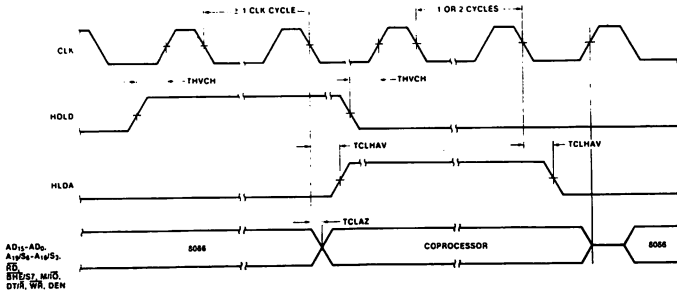 ≥ 1 CLK CYCLE
1 OR 2 CYCLES
CLK
THVCH
THVCH
HOLD
TCLHAV
TCLHAV
HLDA
TCLAZ
AD15-AD0,
A19/S6-A16/S3,
RD,
BHE/S7, M/IO,
DT/R, WR, DEN
8086
COPROCESSOR
8086